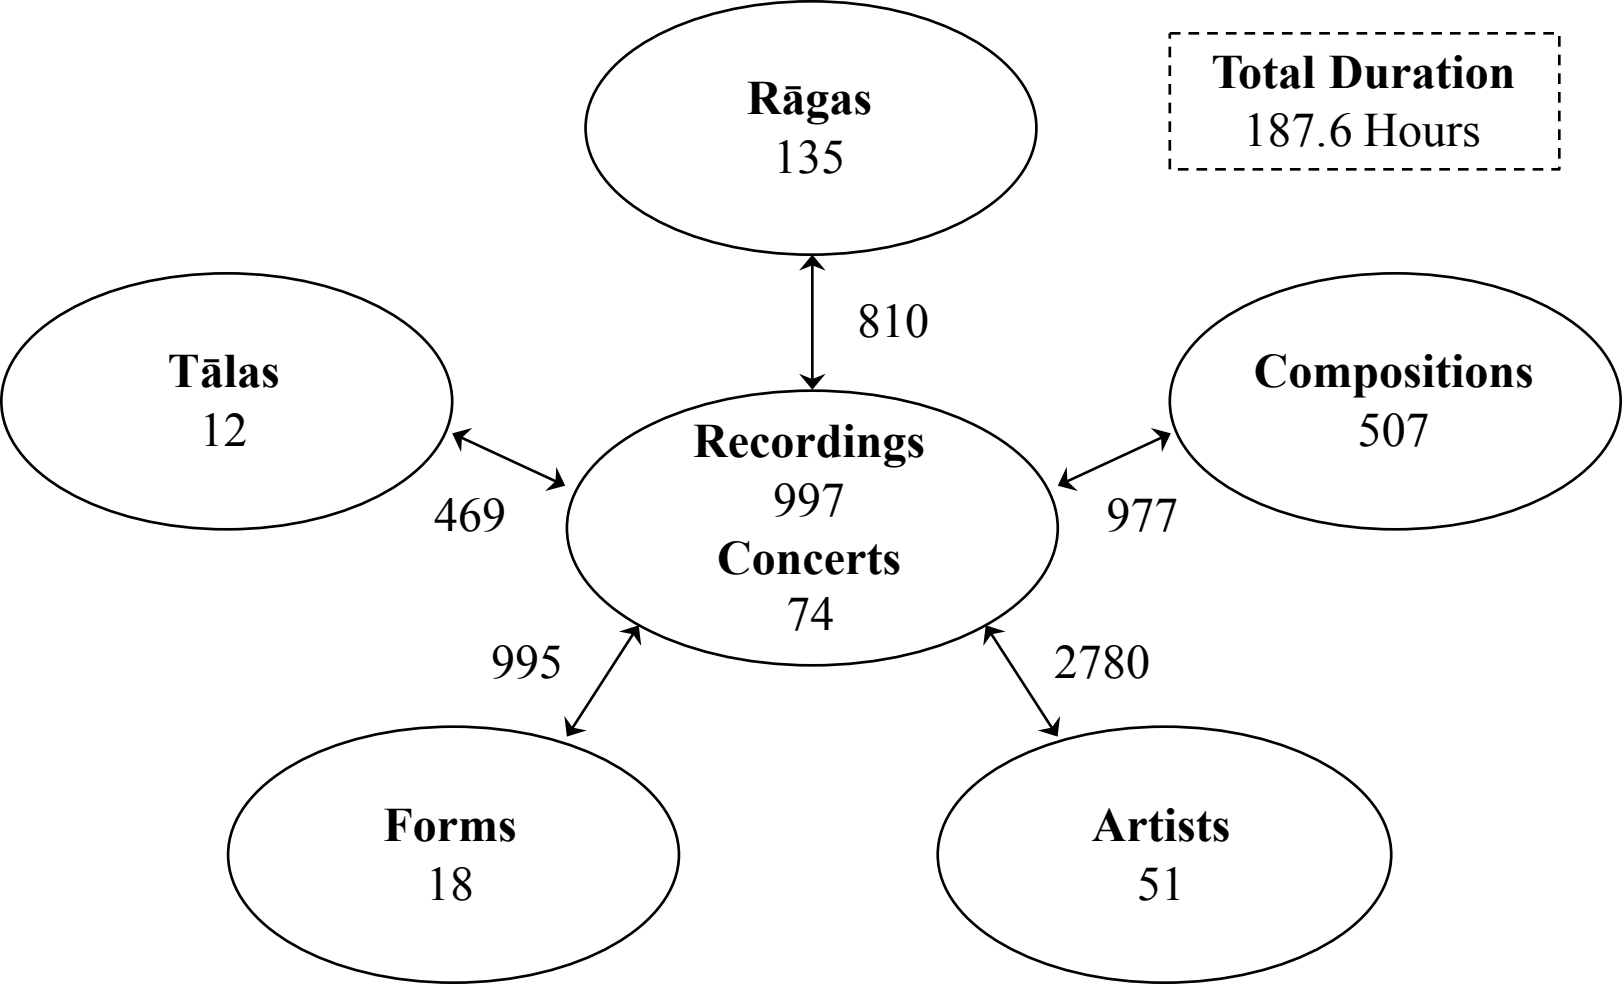 Rāgas
135
Total Duration
187.6 Hours
810
Tālas
12
Compositions
507
Recordings
997
Concerts
74
469
977
995
2780
Forms
18
Artists
51